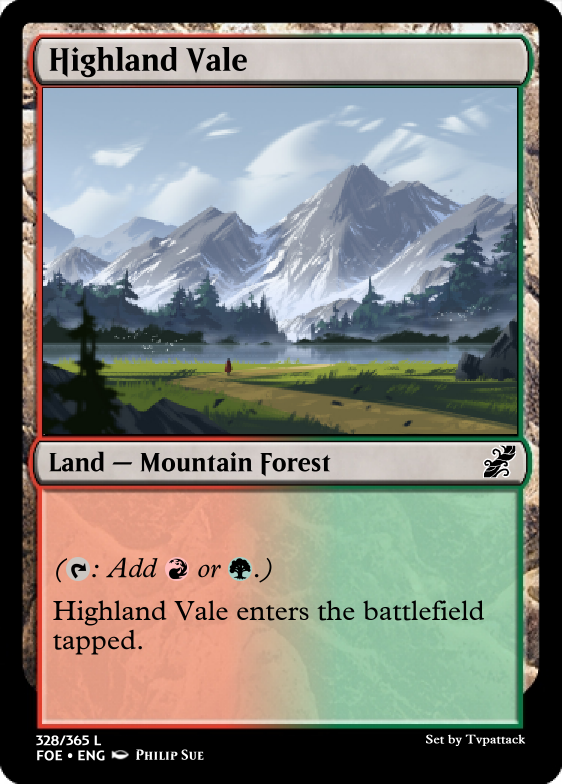 Highland Vale
Land — Mountain Forest
(: Add or .)
Highland Vale enters the battlefield
tapped.
328/365 L
FOE • ENG Philip Sue
Set by Tvpattack